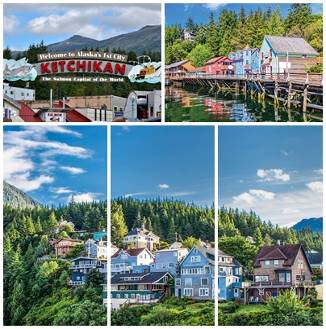 Welcome to Alaska's 1st City
KETCHIKAN
The Salmon Capital of the World